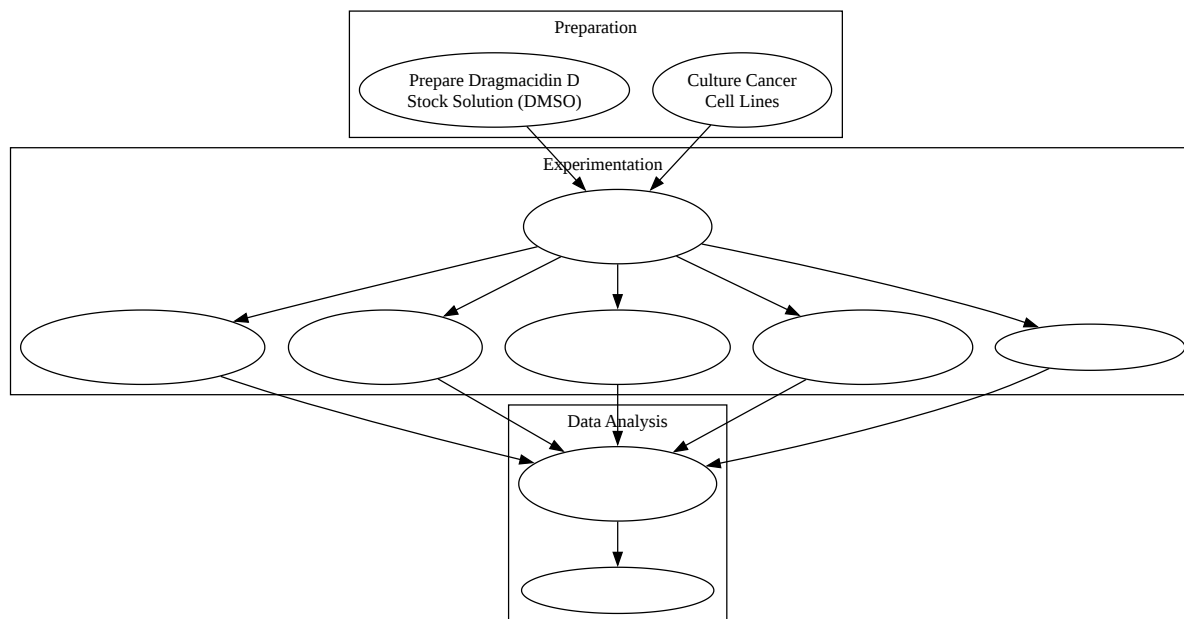 Preparation
Prepare Dragmacidin D
Stock Solution (DMSO)
Culture Cancer
Cell Lines
Experimentation
Data Analysis